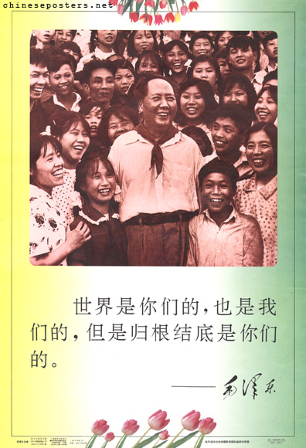 chineseposters.net
世界是你们的，也是我
们的，但是归根结底是你们
的。
——毛泽东